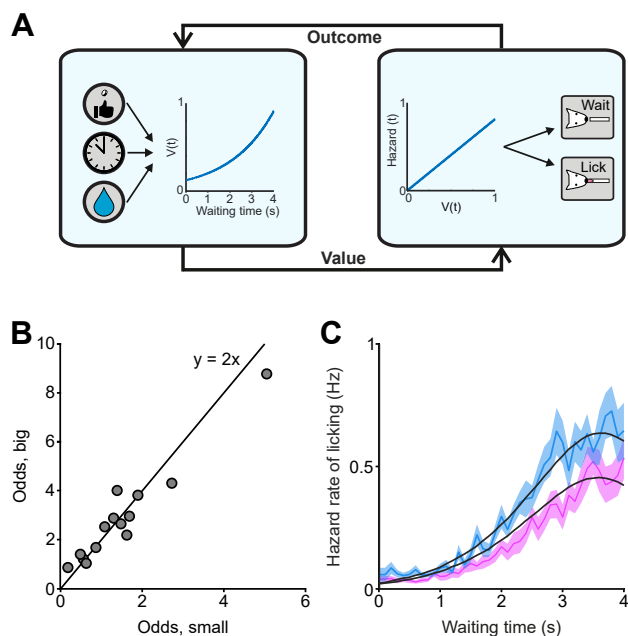 A
Outcome
1
V(t)
0
0 1 2 3 4
Waiting time (s)
1
Hazard (t)
0
0 1
V(t)
Wait
Lick
Value
B
10
8
6
4
2
0
Odds, big
y = 2x
0 2 4 6
Odds, small
C
1
0.5
0
Hazard rate of licking (Hz)
0 1 2 3 4
Waiting time (s)